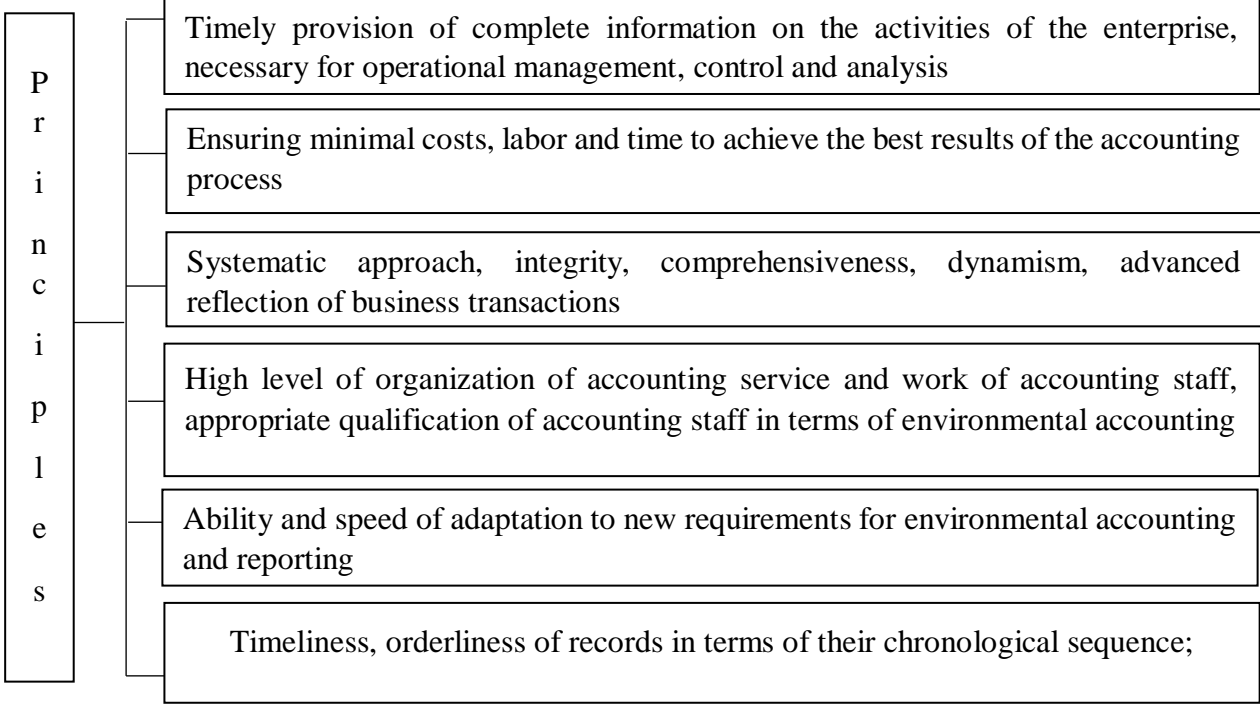 Principles
Timely provision of complete information on the activities of the enterprise,
necessary for operational management, control and analysis
Ensuring minimal costs, labor and time to achieve the best results of the accounting
process
Systematic approach, integrity, comprehensiveness, dynamism, advanced
reflection of business transactions
High level of organization of accounting service and work of accounting staff,
appropriate qualification of accounting staff in terms of environmental accounting
Ability and speed of adaptation to new requirements for environmental accounting
and reporting
Timeliness, orderliness of records in terms of their chronological sequence;